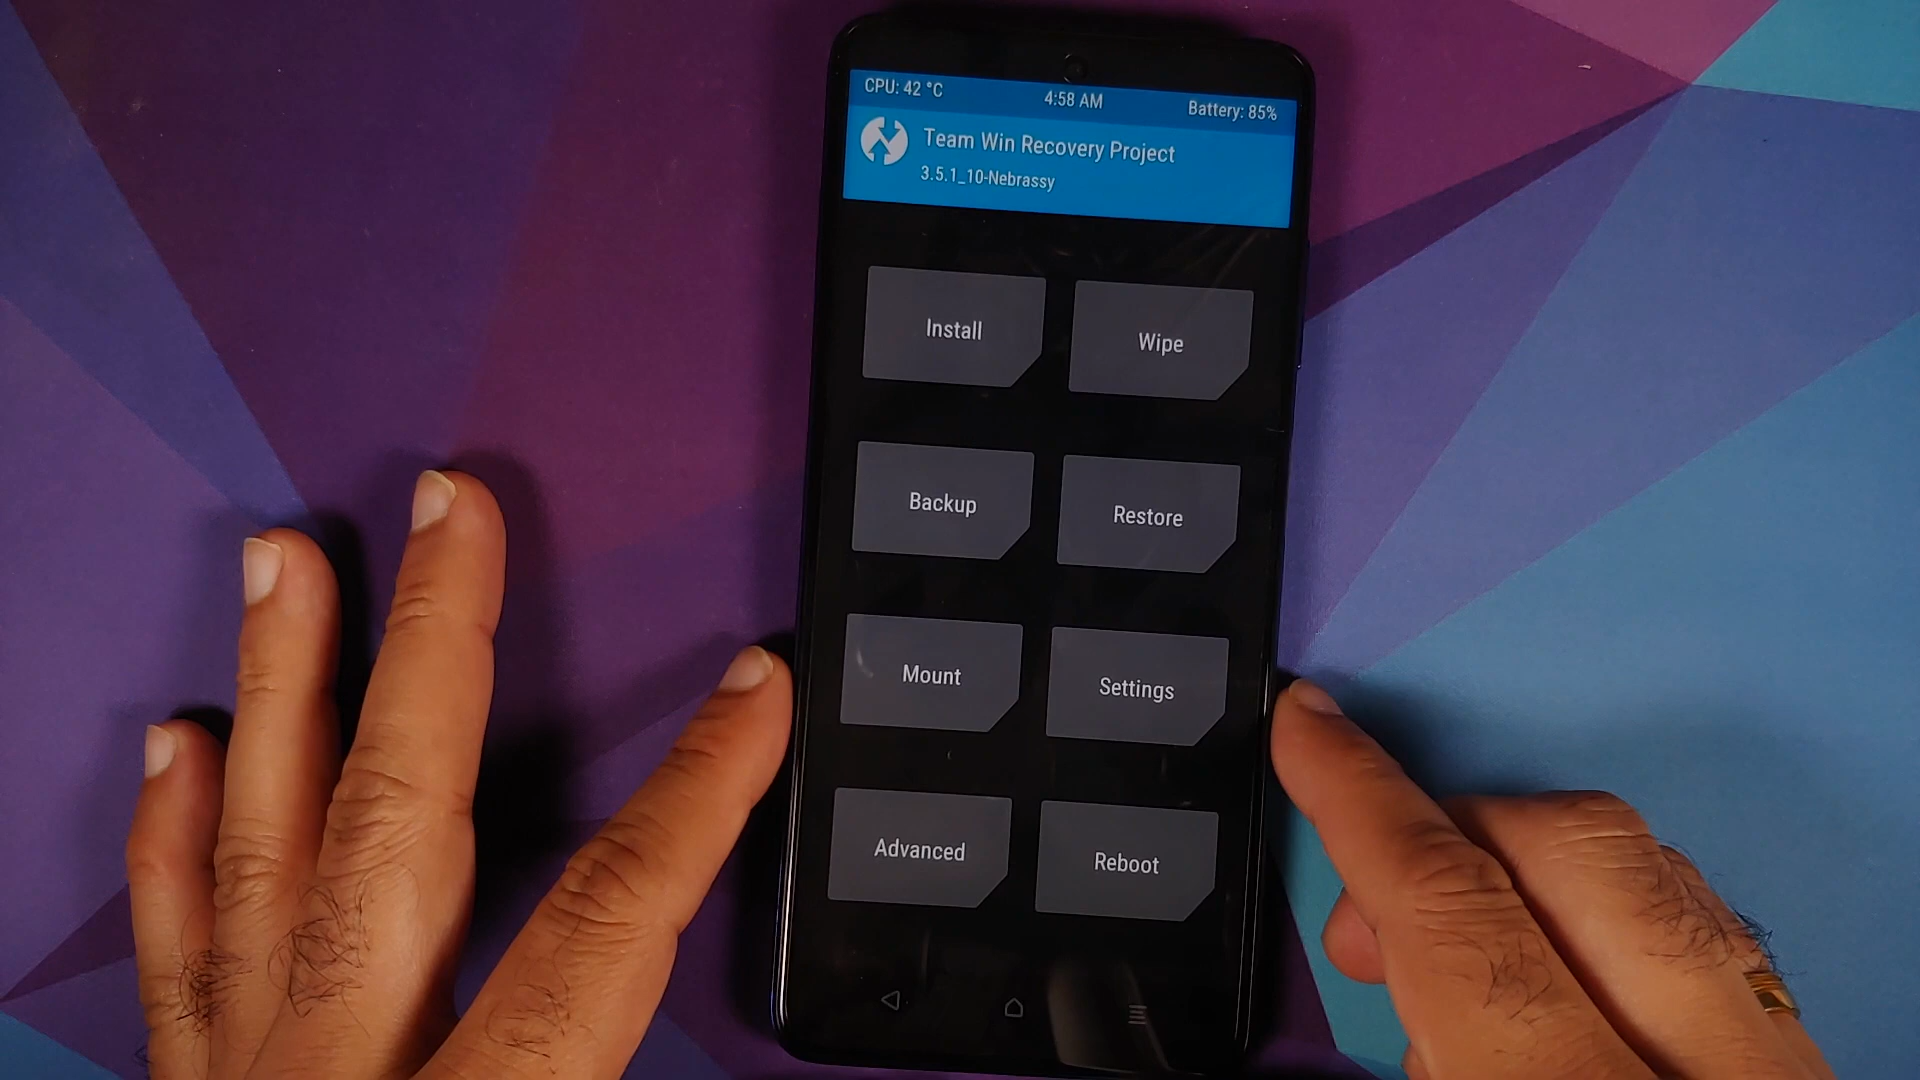 CPU: 42 °C 4:58 AM Battery: 85%
Team Win Recovery Project
3.5.1_10-Nebrassy
Install Wipe
Backup Restore
Mount Settings
Advanced Reboot